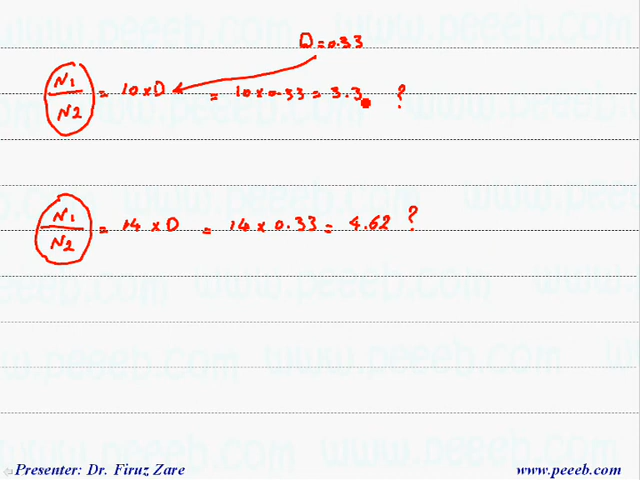 D = 0.33
N1/N2 = 10 x D = 10 x 0.33 = 3.3 ?
N1/N2 = 14 x D = 14 x 0.33 = 4.62 ?
Presenter: Dr. Firuz Zare
www.peeeb.com